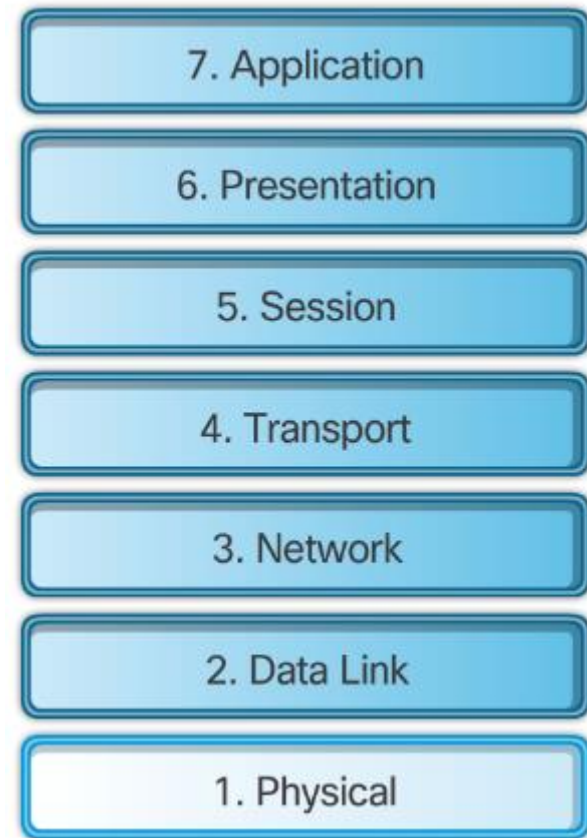 7. Application
6. Presentation
5. Session
4. Transport
3. Network
2. Data Link
1. Physical